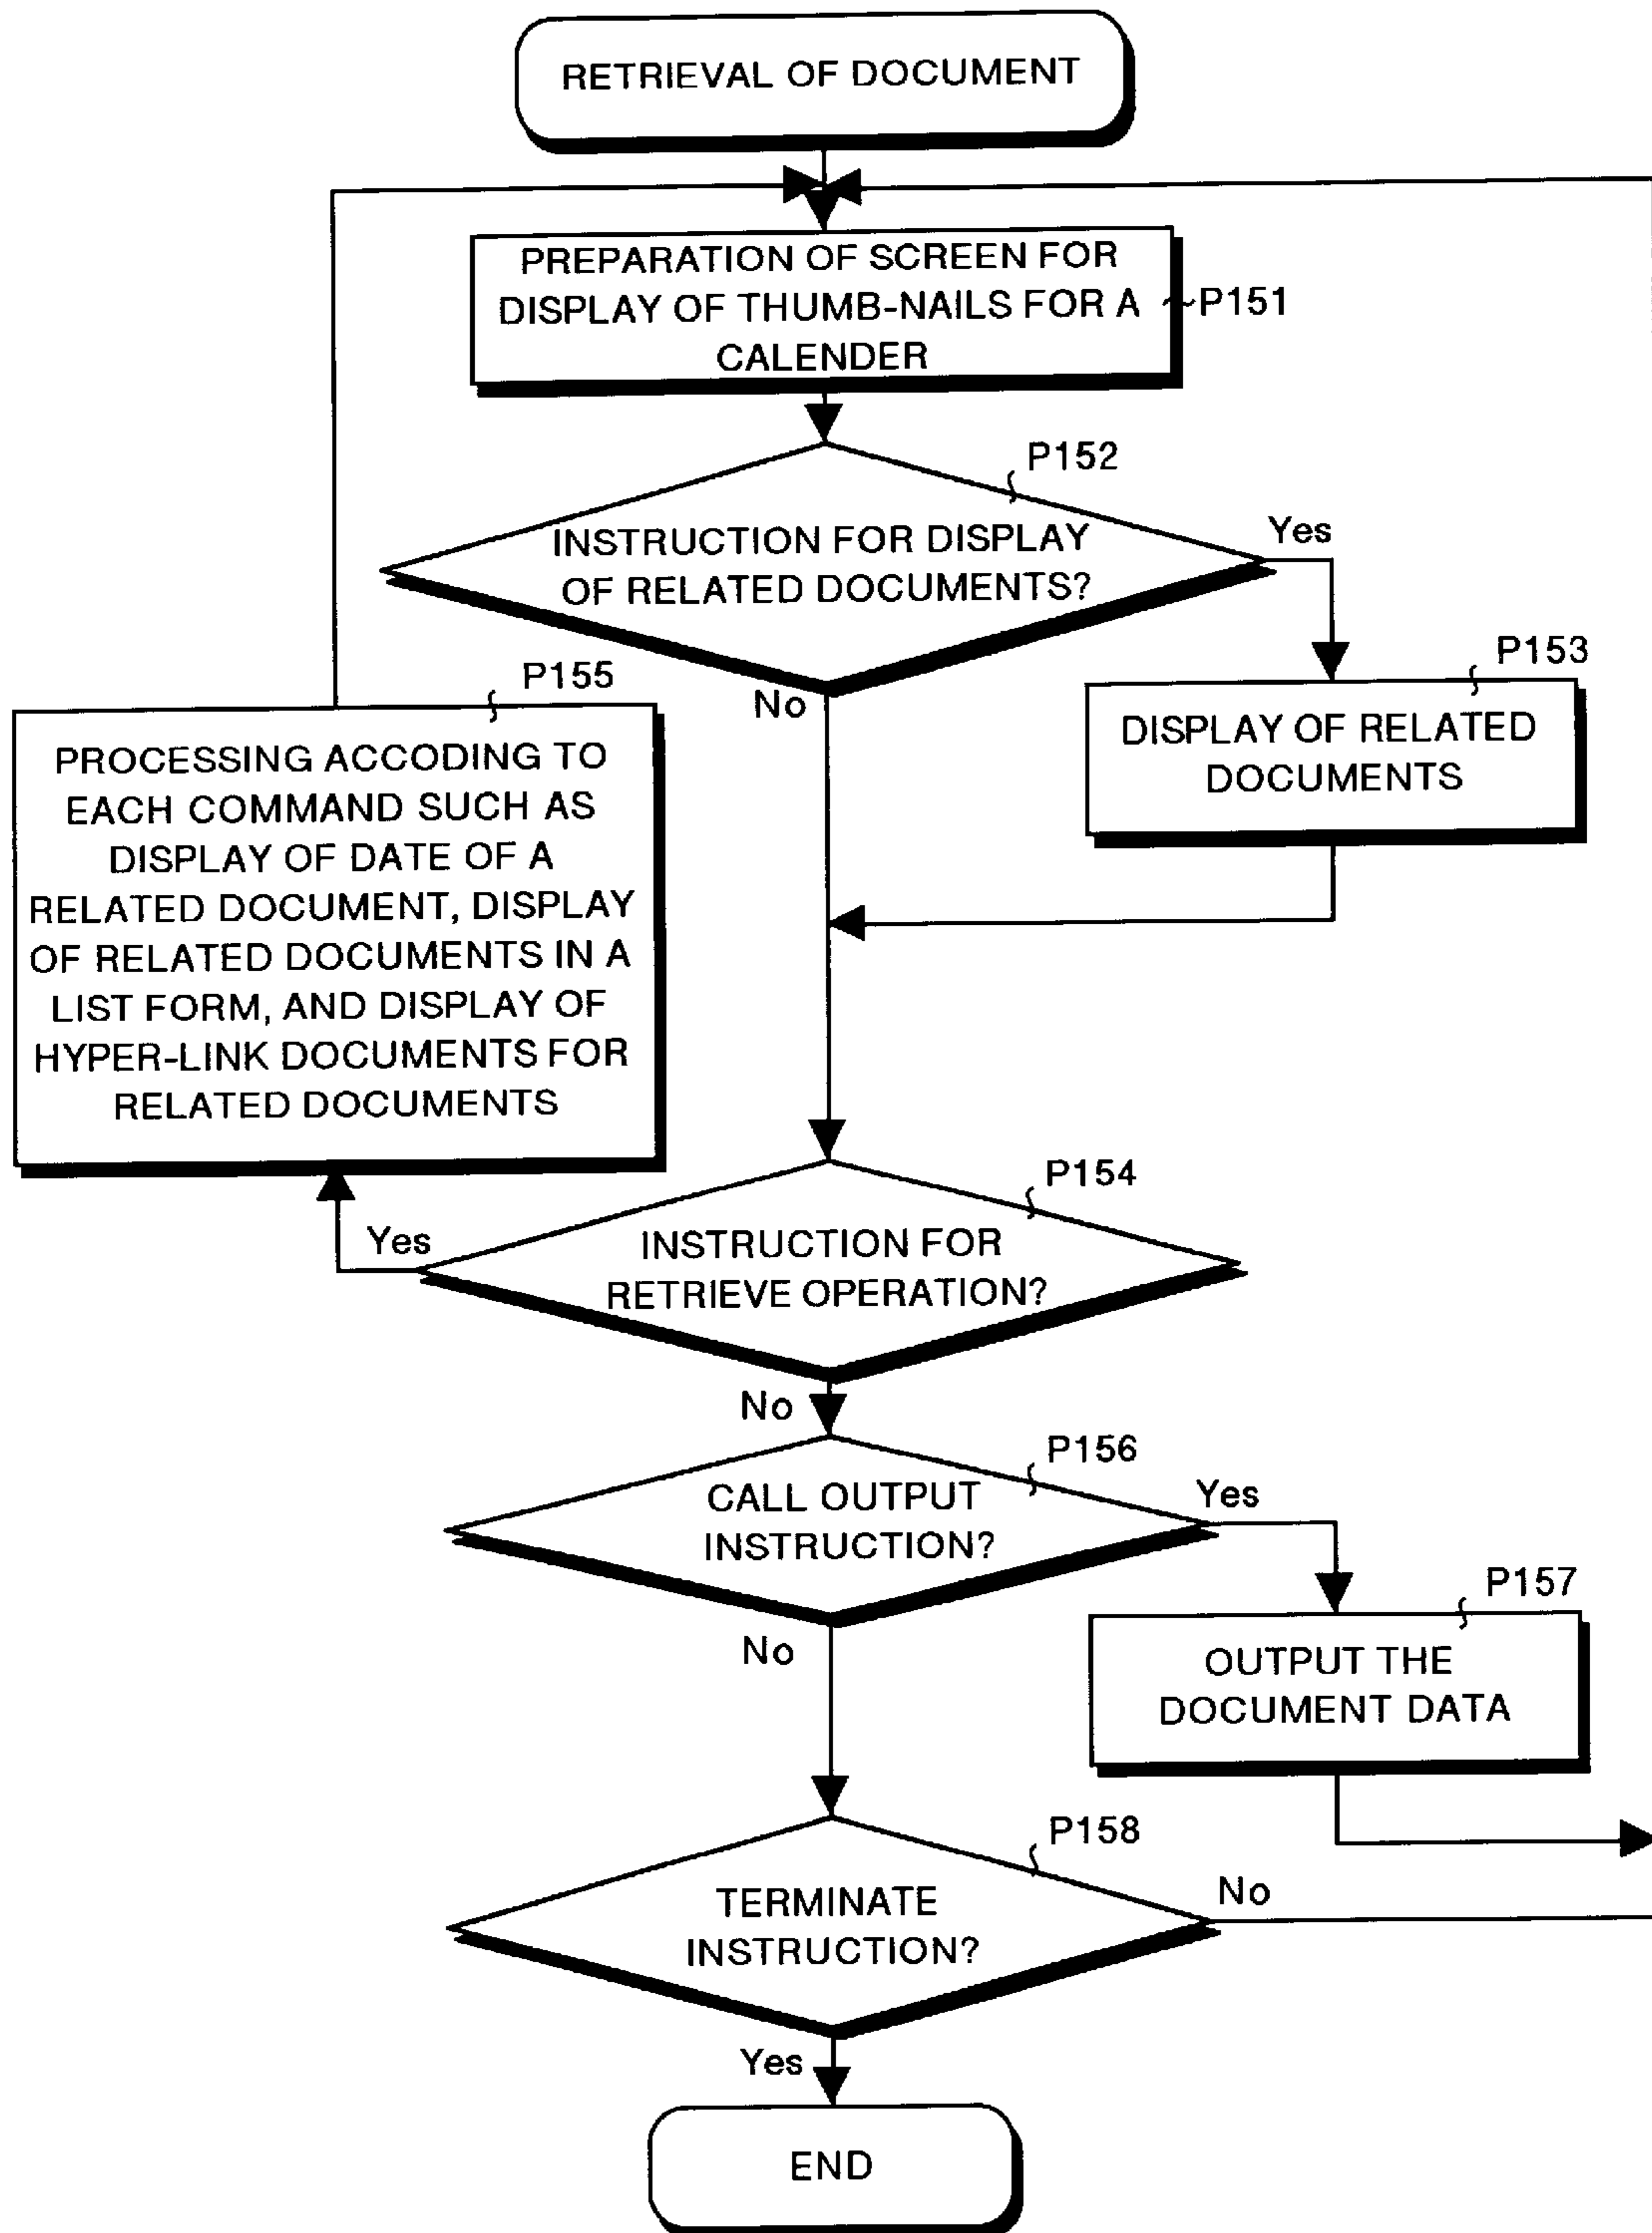 RETRIEVAL OF DOCUMENT
PREPARATION OF SCREEN FOR
DISPLAY OF THUMB-NAILS FOR A
CALENDER
P151
P152
INSTRUCTION FOR DISPLAY
OF RELATED DOCUMENTS?
Yes
No
P153
DISPLAY OF RELATED
DOCUMENTS
P155
PROCESSING ACCODING TO
EACH COMMAND SUCH AS
DISPLAY OF DATE OF A
RELATED DOCUMENT, DISPLAY
OF RELATED DOCUMENTS IN A
LIST FORM, AND DISPLAY OF
HYPER-LINK DOCUMENTS FOR
RELATED DOCUMENTS
P154
Yes
INSTRUCTION FOR
RETRIEVE OPERATION?
No
P156
CALL OUTPUT
INSTRUCTION?
Yes
No
P157
OUTPUT THE
DOCUMENT DATA
P158
TERMINATE
INSTRUCTION?
No
Yes
END